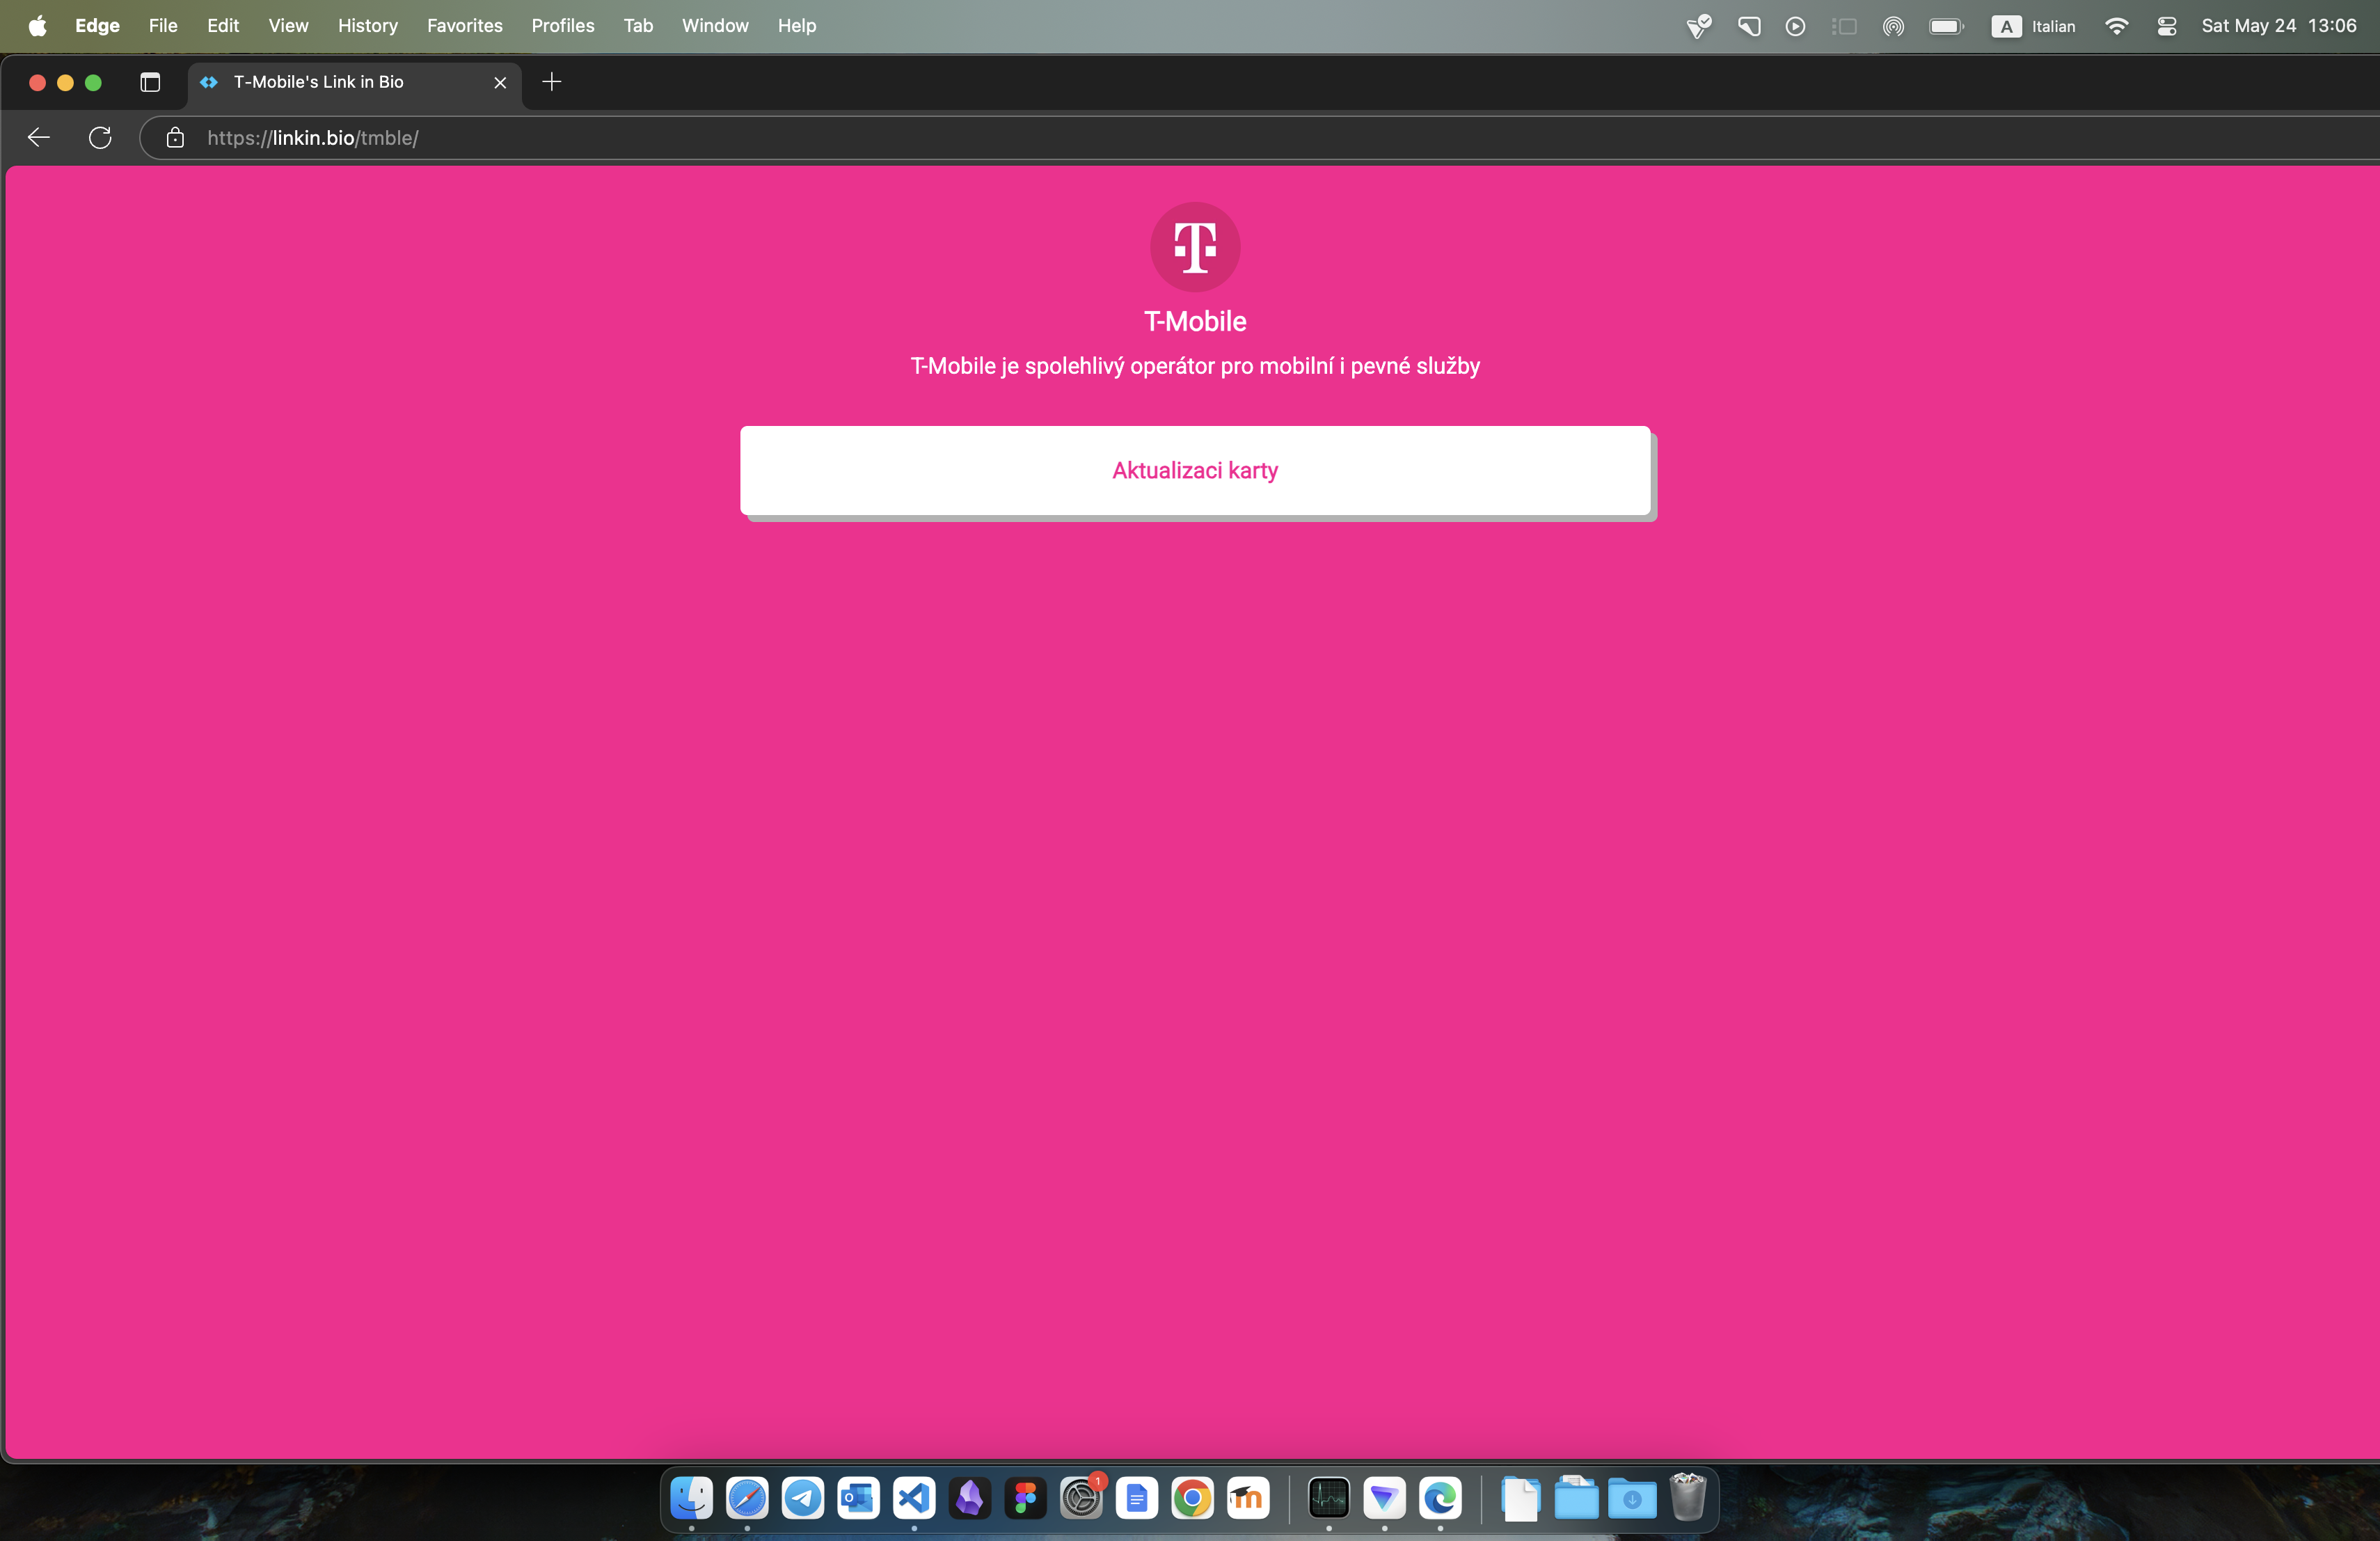 Edge File Edit View History Favorites Profiles Tab Window Help A Italian Sat May 24 13:06
T-Mobile's Link in Bio
https://linkin.bio/tmble/
T
T-Mobile
T-Mobile je spolehlivý operátor pro mobilní i pevné služby
Aktualizaci karty
1